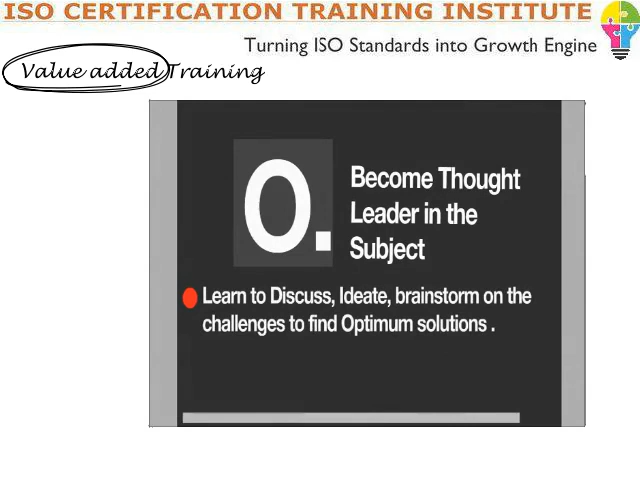 ISO CERTIFICATION TRAINING INSTITUTE
Turning ISO Standards into Growth Engine
Value added Training
O.
Become Thought
Leader in the
Subject
Learn to Discuss, Ideate, brainstorm on the
challenges to find Optimum solutions .